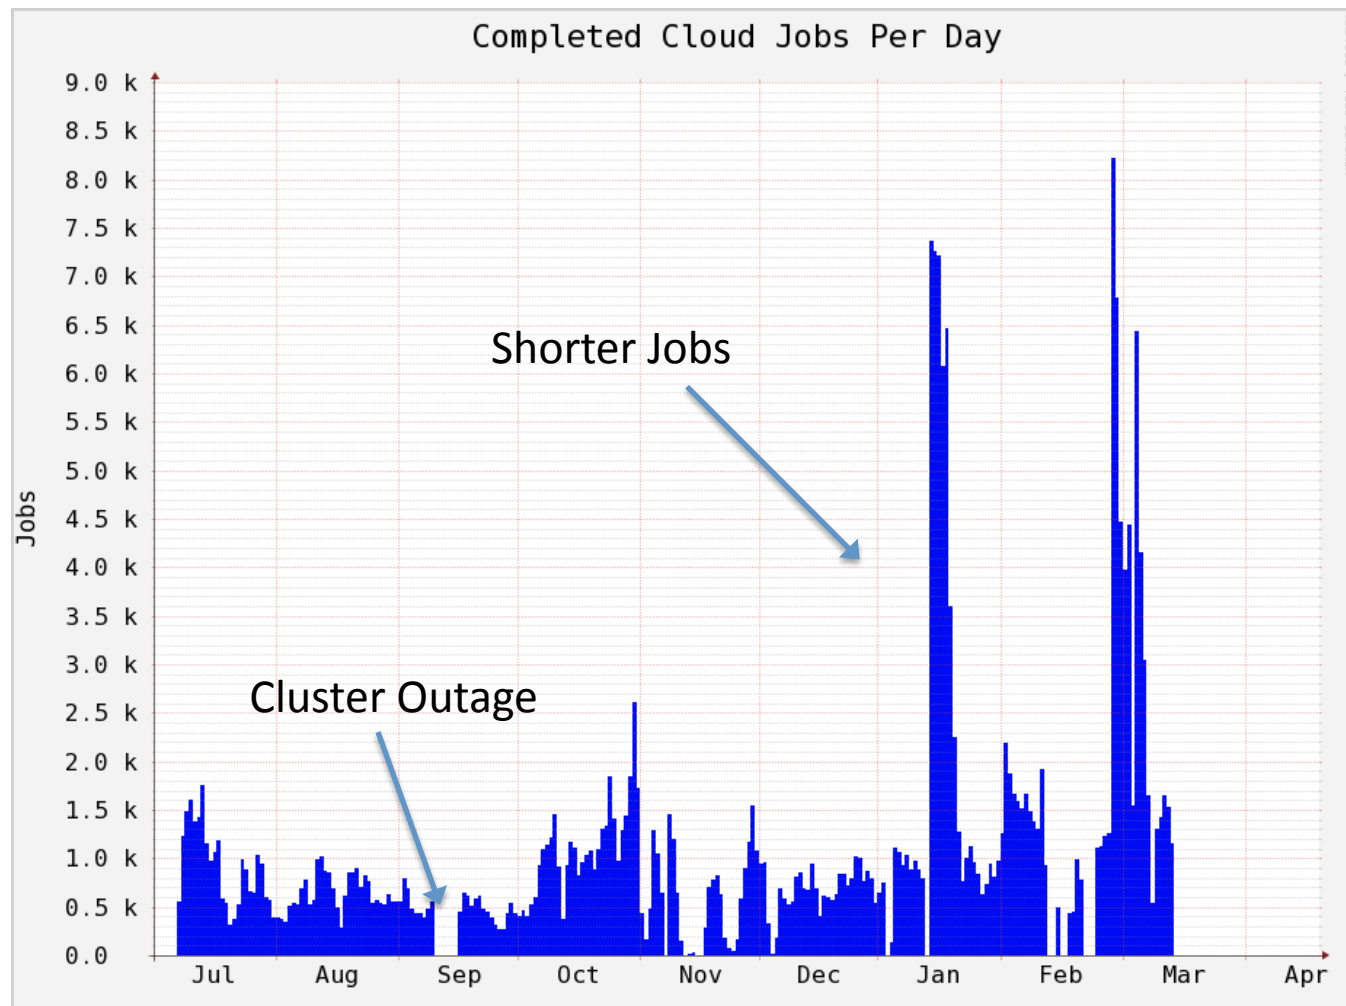 Completed Cloud Jobs Per Day
9.0 k
8.5 k
8.0 k
7.5 k
7.0 k
6.5 k
6.0 k
5.5 k
5.0 k
4.5 k
4.0 k
3.5 k
3.0 k
2.5 k
2.0 k
1.5 k
1.0 k
0.5 k
0.0
Jobs
Shorter Jobs
Cluster Outage
Jul Aug Sep Oct Nov Dec Jan Feb Mar Apr